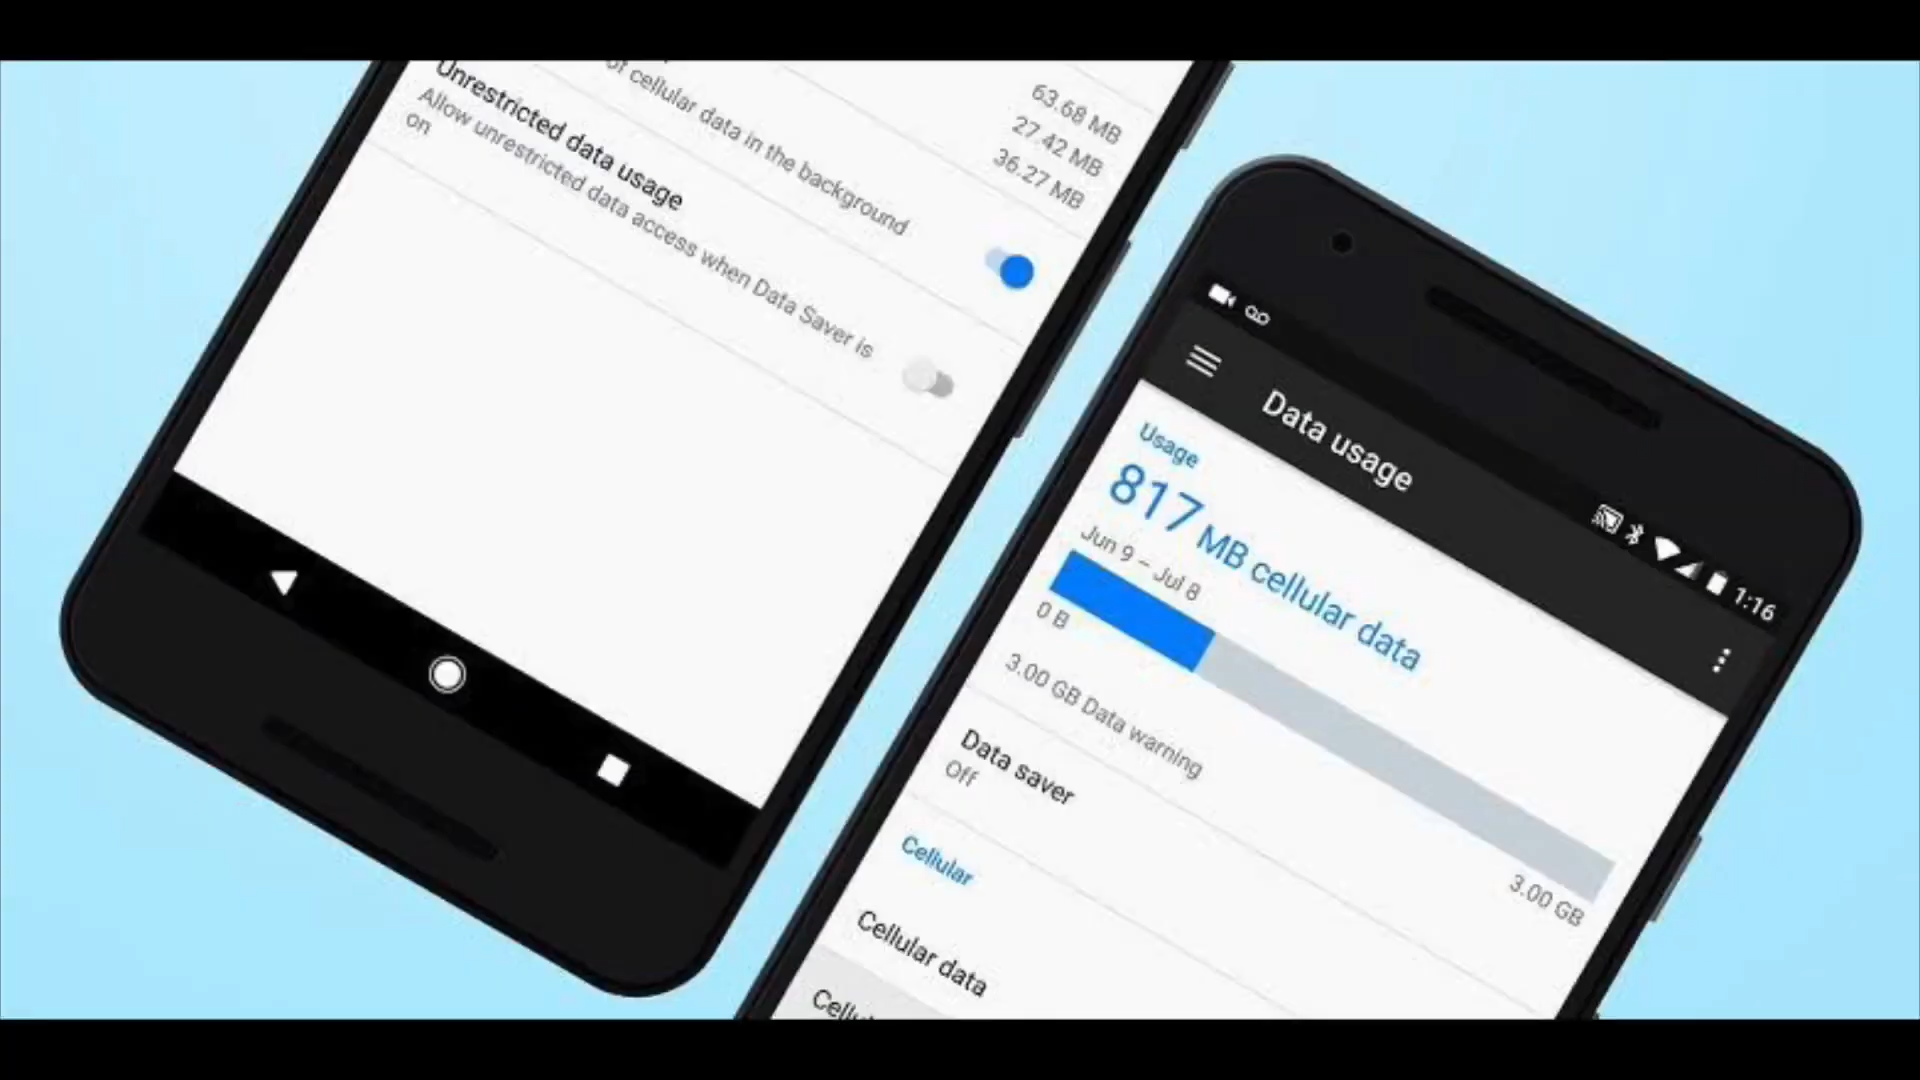 63.68 MB
27.42 MB
36.27 MB
of cellular data in the background
Unrestricted data usage
Allow unrestricted data access when Data Saver is
on
1:16
Data usage
Usage
817 MB cellular data
Jun 9 – Jul 8
0 B
3.00 GB
3.00 GB Data warning
Data saver
Off
Cellular
Cellular data